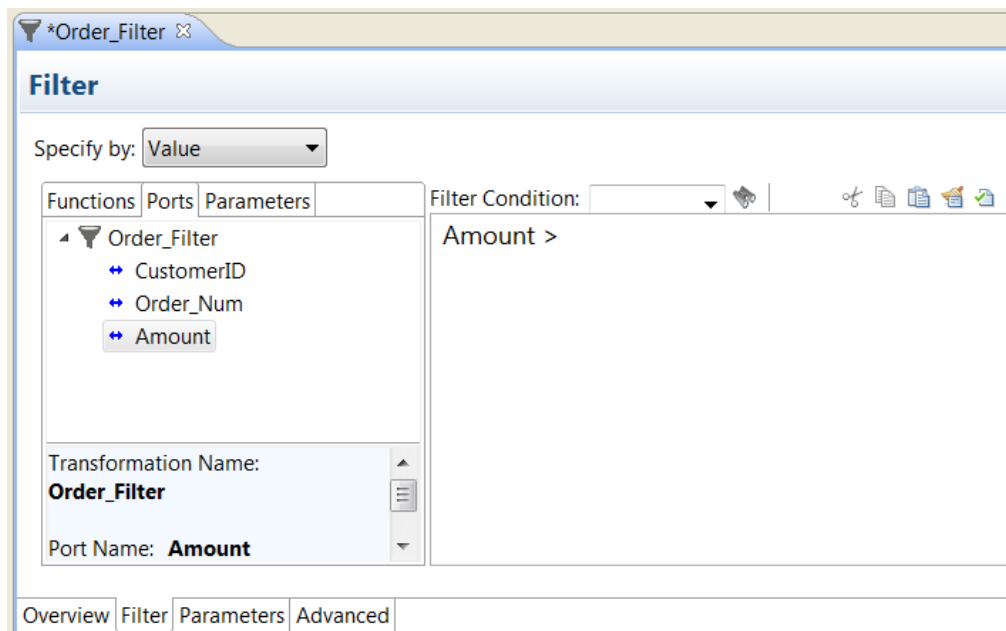 *Order_Filter
Filter
Specify by: Value
Functions Ports Parameters
Filter Condition:
Order_Filter
CustomerID
Order_Num
Amount
Amount >
Transformation Name:
Order_Filter
Port Name: Amount
Overview Filter Parameters Advanced